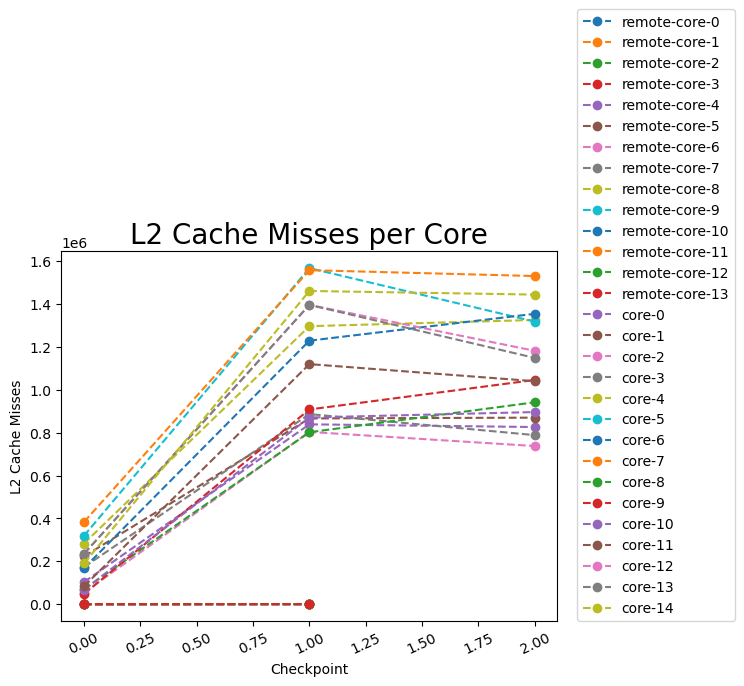 L2 Cache Misses per Core
1e6
1.6
1.4
1.2
1.0
0.8
0.6
0.4
0.2
0.0
L2 Cache Misses
0.00
0.25
0.50
0.75
1.00
1.25
1.50
1.75
2.00
Checkpoint
remote-core-0
remote-core-1
remote-core-2
remote-core-3
remote-core-4
remote-core-5
remote-core-6
remote-core-7
remote-core-8
remote-core-9
remote-core-10
remote-core-11
remote-core-12
remote-core-13
core-0
core-1
core-2
core-3
core-4
core-5
core-6
core-7
core-8
core-9
core-10
core-11
core-12
core-13
core-14